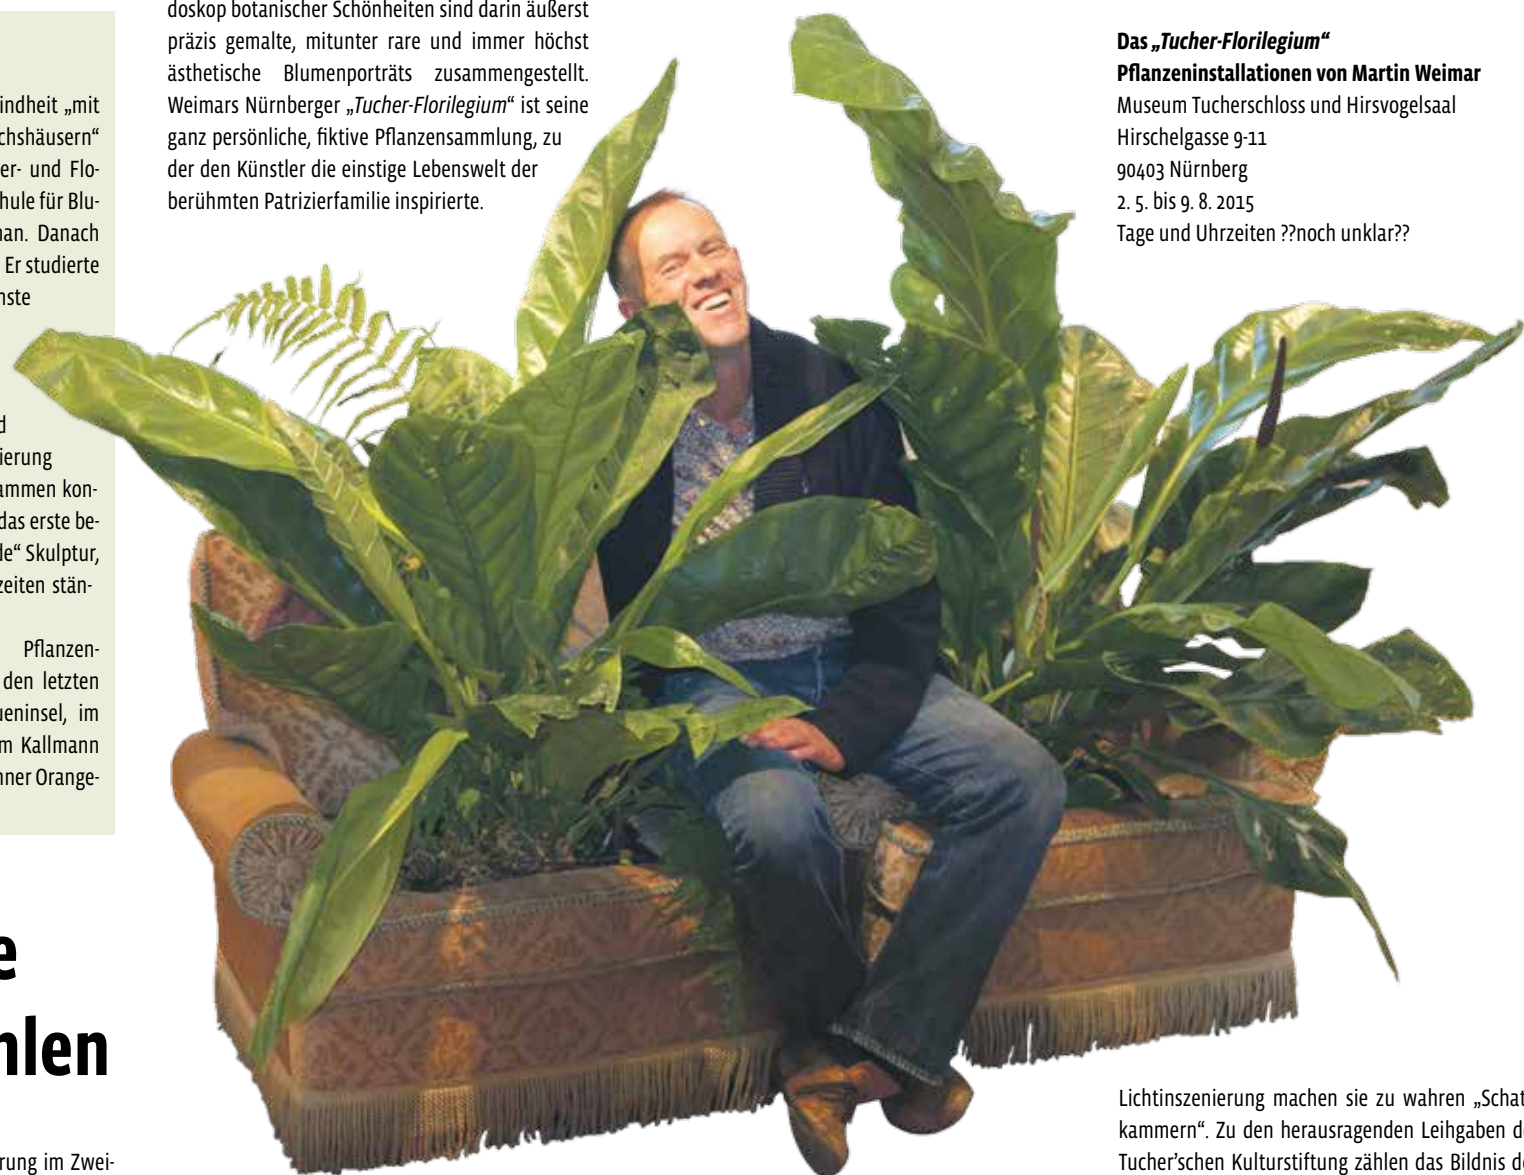 indheit „mit
chshäusern“
er- und Flo-
hule für Blu-
nan. Danach
Er studierte
nste
d
ierung
ammen kon-
das erste be-
de“ Skulptur,
zeiten stän-
Pflanzen-
den letzten
ueninsel, im
m Kallmann
nner Orange-
e
hlen
rung im Zwei-
doskop botanischer Schönheiten sind darin äußerst
präzis gemalte, mitunter rare und immer höchst
ästhetische Blumenporträts zusammengestellt.
Weimars Nürnberger „Tucher-Florilegium“ ist seine
ganz persönliche, fiktive Pflanzensammlung, zu
der den Künstler die einstige Lebenswelt der
berühmten Patrizierfamilie inspirierte.
Das „Tucher-Florilegium“
Pflanzeninstallationen von Martin Weimar
Museum Tucherschloss und Hirsvogelsaal
Hirschelgasse 9-11
90403 Nürnberg
2. 5. bis 9. 8. 2015
Tage und Uhrzeiten ??noch unklar??
Lichtinszenierung machen sie zu wahren „Schat
kammern“. Zu den herausragenden Leihgaben d
Tucher’schen Kulturstiftung zählen das Bildnis d